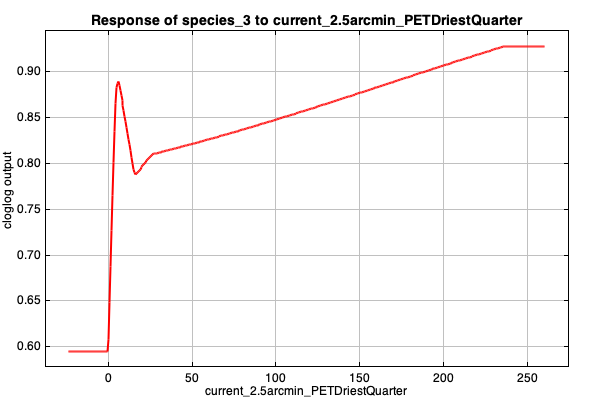 Response of species_3 to current_2.5arcmin_PETDriestQuarter
cloglog output
0.90
0.85
0.80
0.75
0.70
0.65
0.60
0 50 100 150 200 250
current_2.5arcmin_PETDriestQuarter